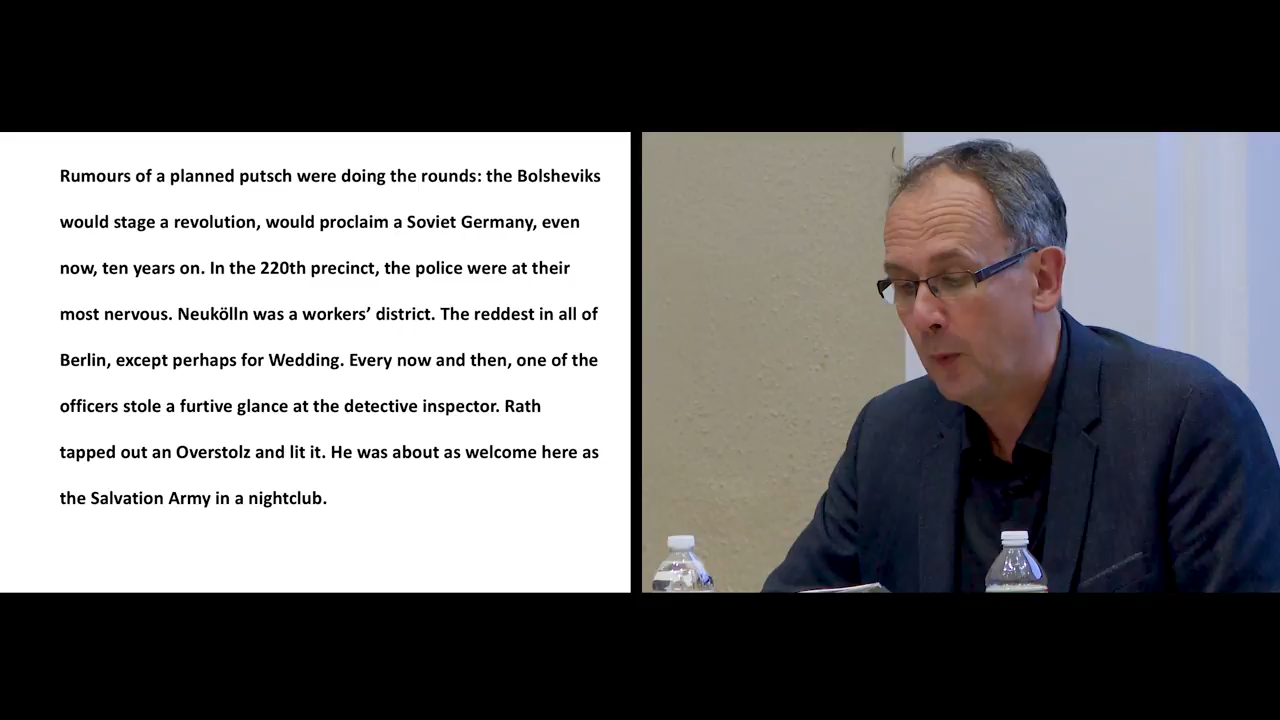 Rumours of a planned putsch were doing the rounds: the Bolsheviks
would stage a revolution, would proclaim a Soviet Germany, even
now, ten years on. In the 220th precinct, the police were at their
most nervous. Neukölln was a workers’ district. The reddest in all of
Berlin, except perhaps for Wedding. Every now and then, one of the
officers stole a furtive glance at the detective inspector. Rath
tapped out an Overstolz and lit it. He was about as welcome here as
the Salvation Army in a nightclub.